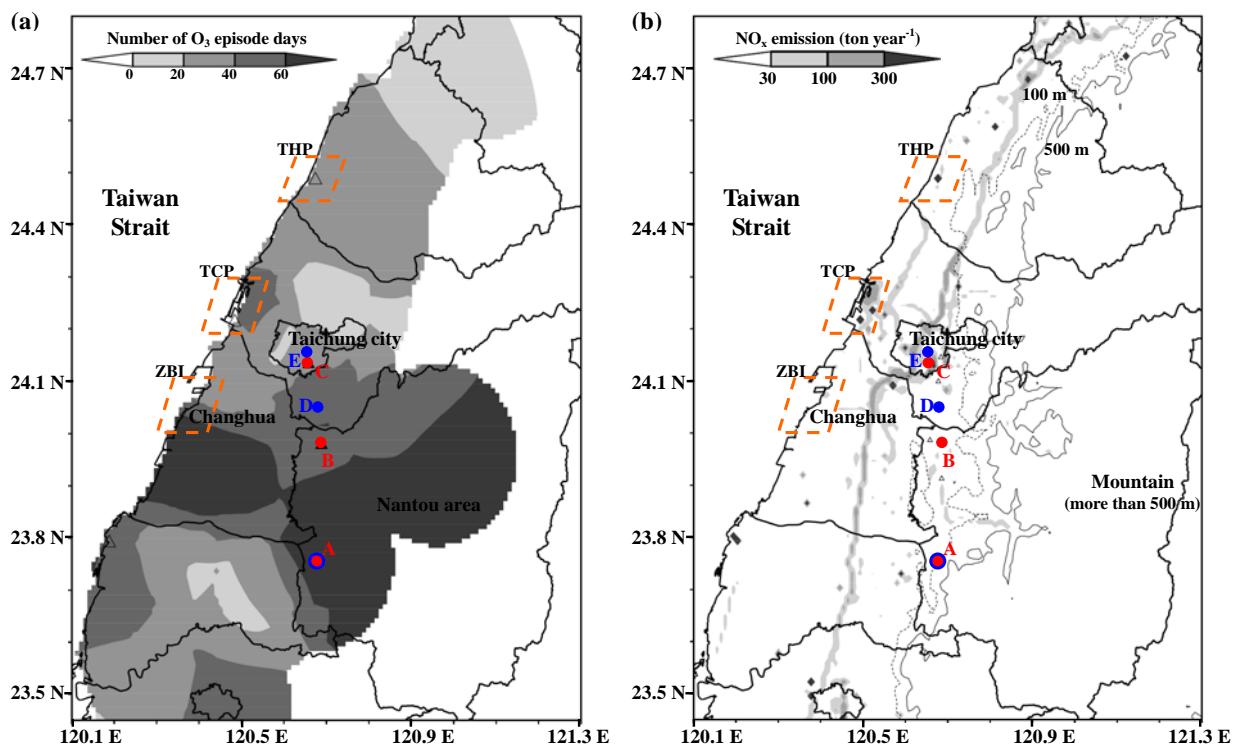 (a)
Number of O₃ episode days
0 20 40 60
24.7 N
THP
Taiwan
Strait
24.4 N
TCP
Taichung city
E
C
ZBL
24.1 N
D
Changhua
B
Nantou area
23.8 N
A
23.5 N
120.1 E 120.5 E 120.9 E 121.3 E
(b)
NOₓ emission (ton year⁻¹)
30 100 300
24.7 N
100 m
500 m
THP
Taiwan
Strait
24.4 N
TCP
Taichung city
E
C
ZBL
24.1 N
D
Changhua
B
Mountain
(more than 500 m)
23.8 N
A
23.5 N
120.1 E 120.5 E 120.9 E 121.3 E